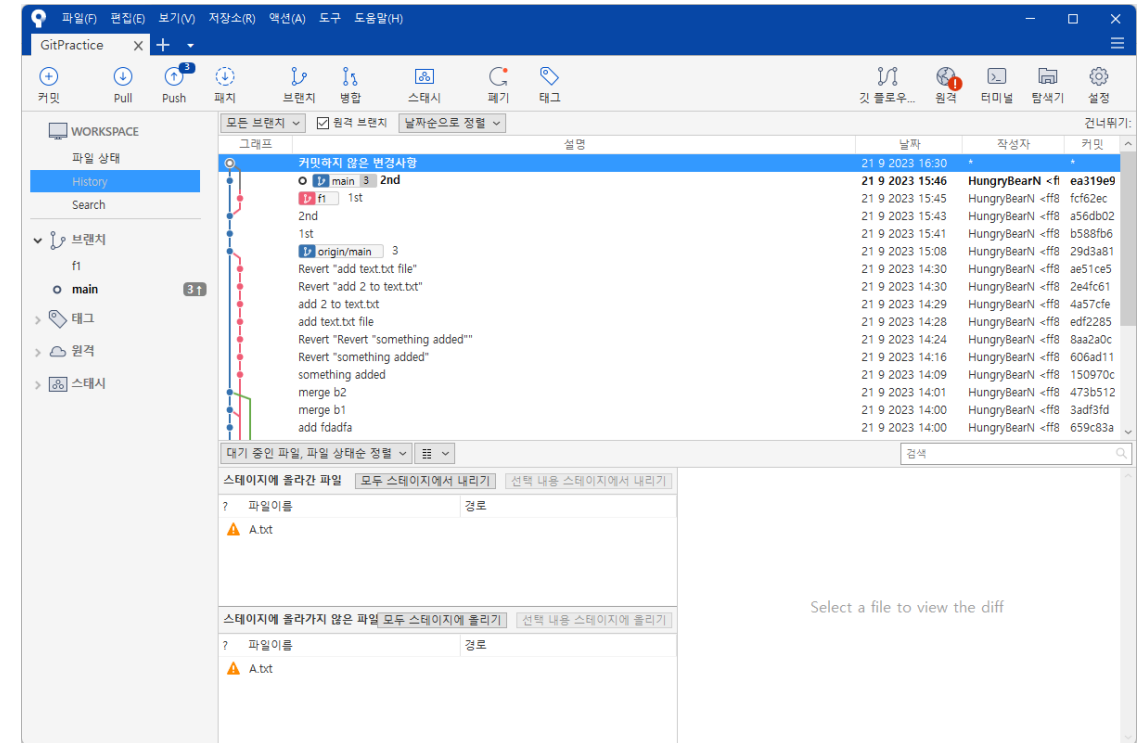 파일(F) 편집(E) 보기(V) 저장소(R) 액션(A) 도구 도움말(H)
GitPractice
3
커밋 Pull Push 패치 브랜치 병합 스태시 폐기 태그 깃 플로우... 원격 터미널 탐색기 설정
WORKSPACE
파일 상태
History
Search
브랜치
f1
main 3↑
태그
원격
스태시
모든 브랜치 원격 브랜치 날짜순으로 정렬 건너뛰기:
그래프 설명 날짜 작성자 커밋
커밋하지 않은 변경사항 21 9 2023 16:30 * *
main 3 2nd 21 9 2023 15:46 HungryBearN <fl ea319e9
f1 1st 21 9 2023 15:45 HungryBearN <ff8 fcf62ec
2nd 21 9 2023 15:43 HungryBearN <ff8 a56db02
1st 21 9 2023 15:41 HungryBearN <ff8 b588fb6
origin/main 3 21 9 2023 15:08 HungryBearN <ff8 29d3a81
Revert "add text.txt file" 21 9 2023 14:30 HungryBearN <ff8 ae51ce5
Revert "add 2 to text.txt" 21 9 2023 14:30 HungryBearN <ff8 2e4fc61
add 2 to text.txt 21 9 2023 14:29 HungryBearN <ff8 4a57cfe
add text.txt file 21 9 2023 14:28 HungryBearN <ff8 edf2285
Revert "Revert "something added"" 21 9 2023 14:24 HungryBearN <ff8 8aa2a0c
Revert "something added" 21 9 2023 14:16 HungryBearN <ff8 606ad11
something added 21 9 2023 14:09 HungryBearN <ff8 150970c
merge b2 21 9 2023 14:01 HungryBearN <ff8 473b512
merge b1 21 9 2023 14:00 HungryBearN <ff8 3adf3fd
add fdadfa 21 9 2023 14:00 HungryBearN <ff8 659c83a
대기 중인 파일, 파일 상태순 정렬 검색
스테이지에 올라간 파일 모두 스테이지에서 내리기 선택 내용 스테이지에서 내리기
? 파일이름 경로
A.txt
스테이지에 올라가지 않은 파일 모두 스테이지에 올리기 선택 내용 스테이지에 올리기
? 파일이름 경로
A.txt
Select a file to view the diff